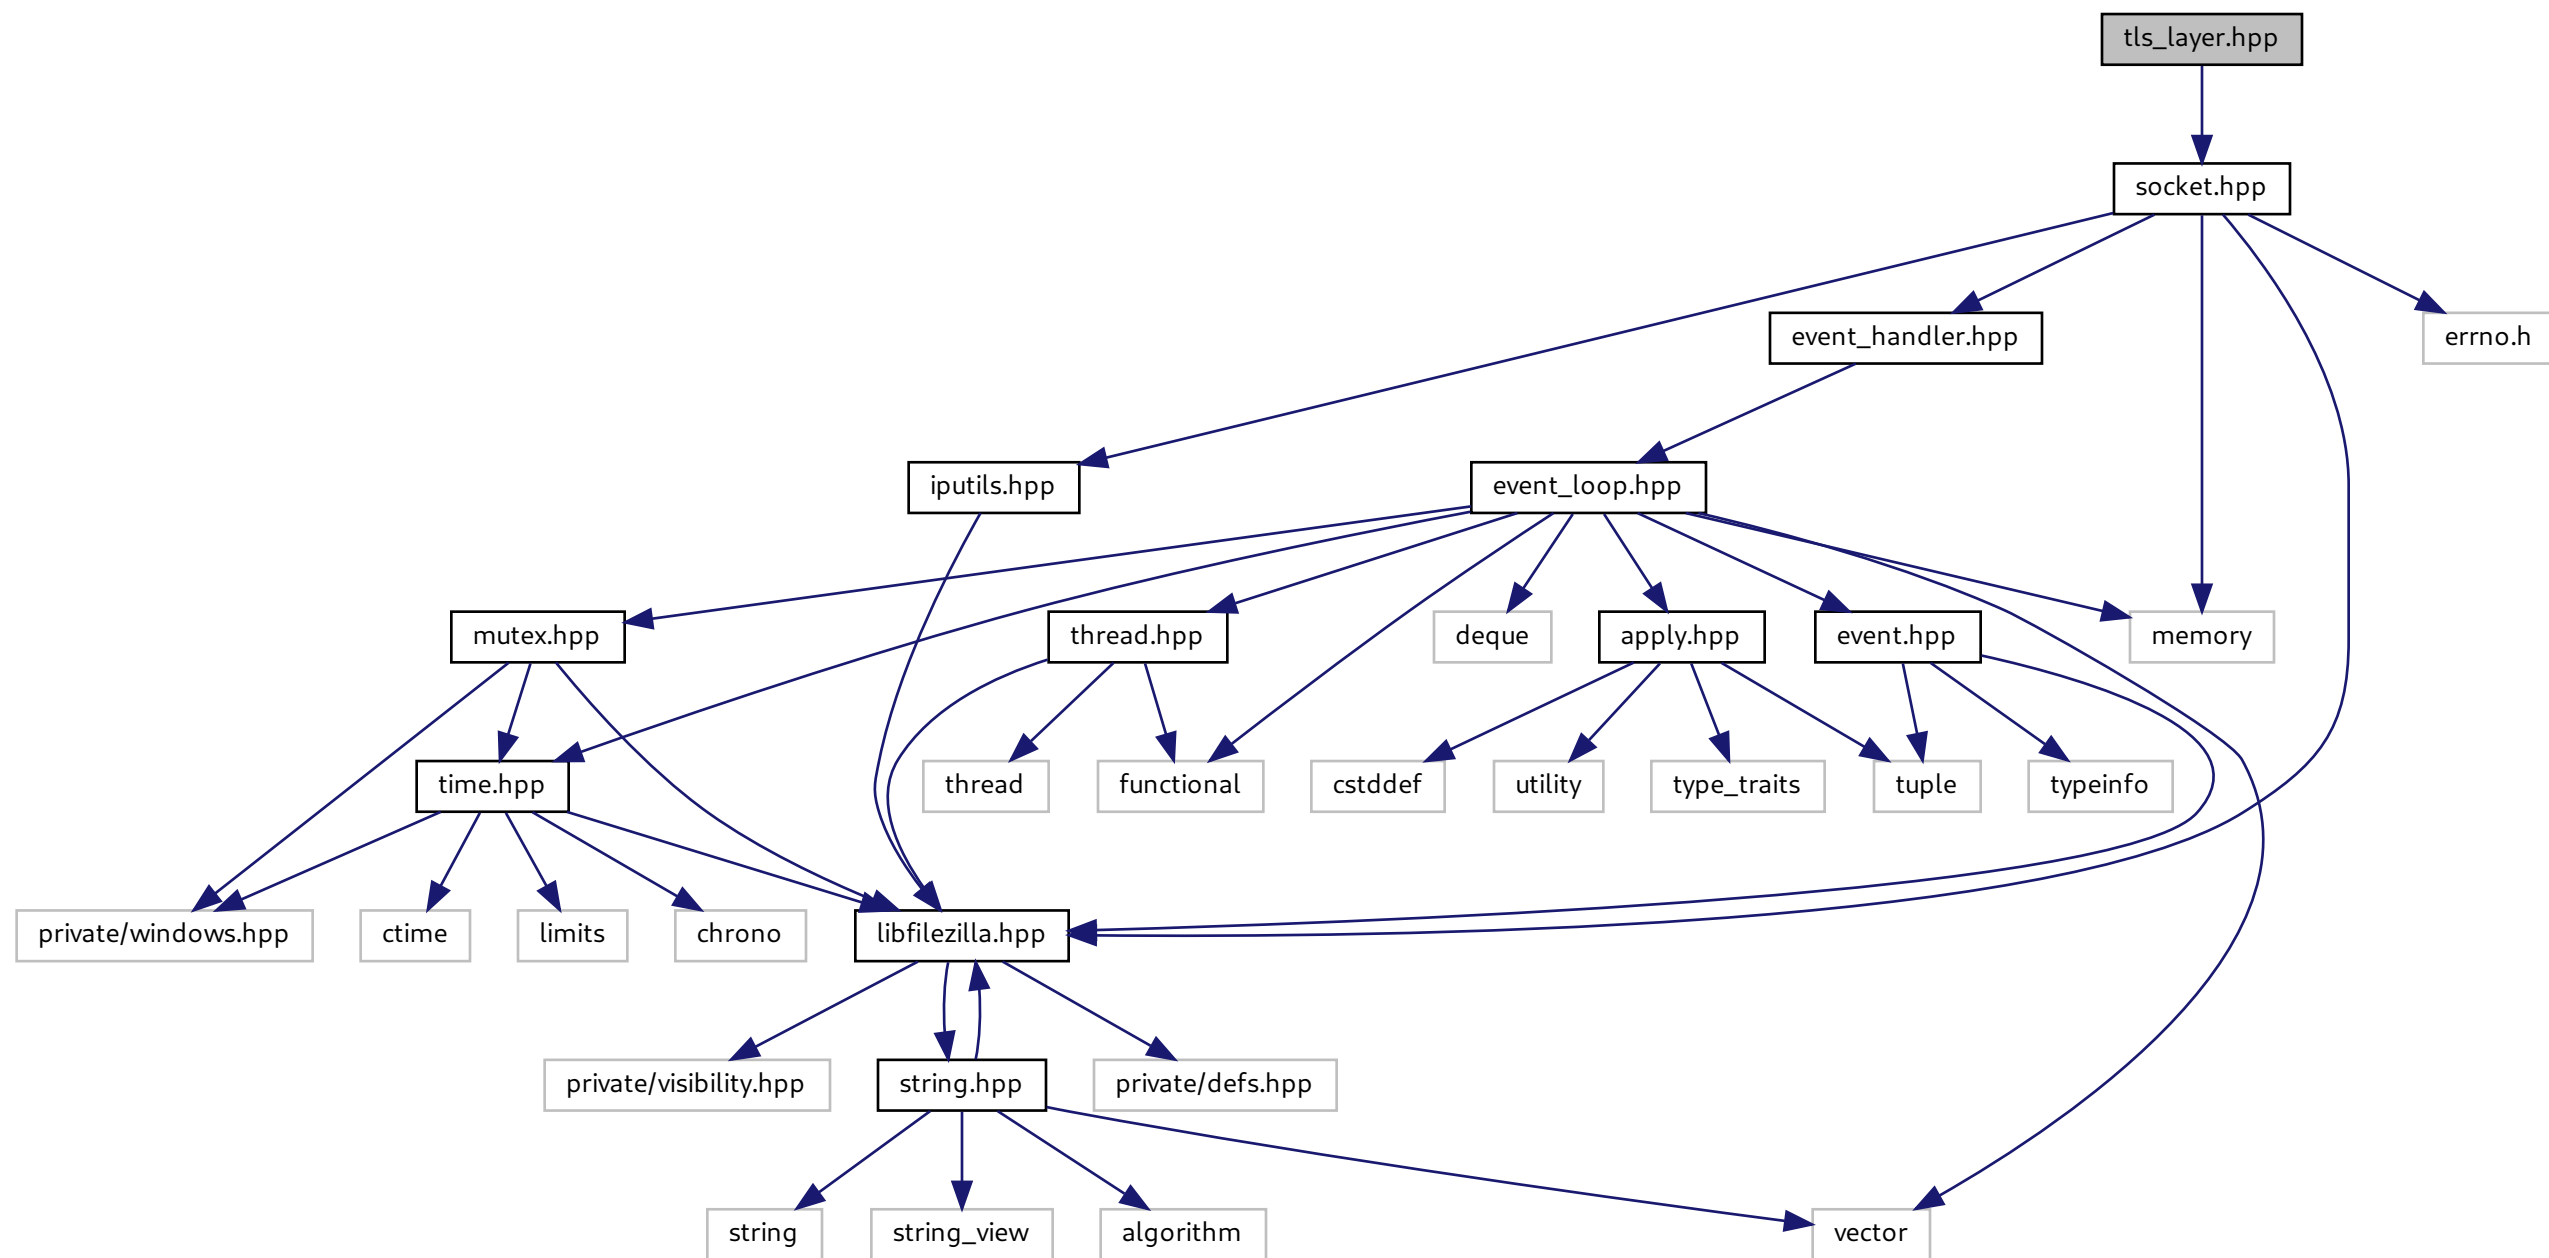 tls_layer.hpp
socket.hpp
event_handler.hpp
errno.h
iputils.hpp
event_loop.hpp
mutex.hpp
thread.hpp
deque
apply.hpp
event.hpp
memory
time.hpp
thread
functional
cstddef
utility
type_traits
tuple
typeinfo
private/windows.hpp
ctime
limits
chrono
libfilezilla.hpp
private/visibility.hpp
string.hpp
private/defs.hpp
string
string_view
algorithm
vector